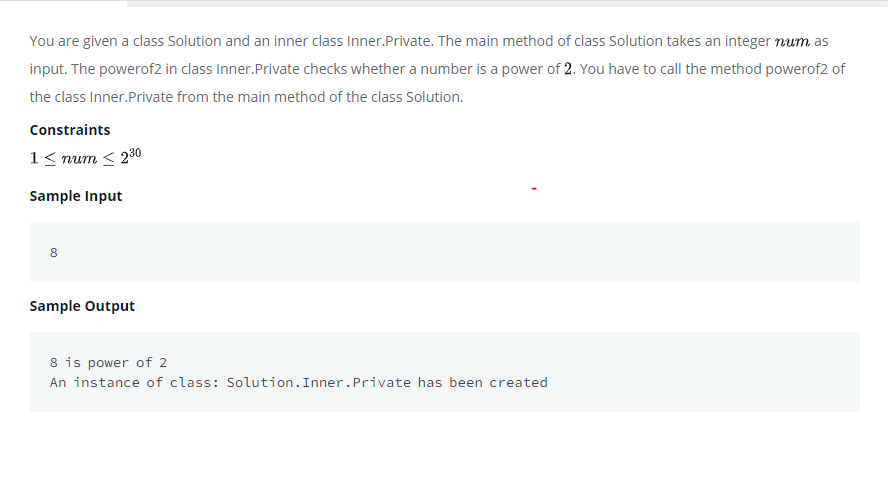 You are given a class Solution and an inner class Inner.Private. The main method of class Solution takes an integer num as
input. The powerof2 in class Inner.Private checks whether a number is a power of 2. You have to call the method powerof2 of
the class Inner.Private from the main method of the class Solution.
Constraints
1 ≤ num ≤ 2³⁰
Sample Input
8
Sample Output
8 is power of 2
An instance of class: Solution.Inner.Private has been created